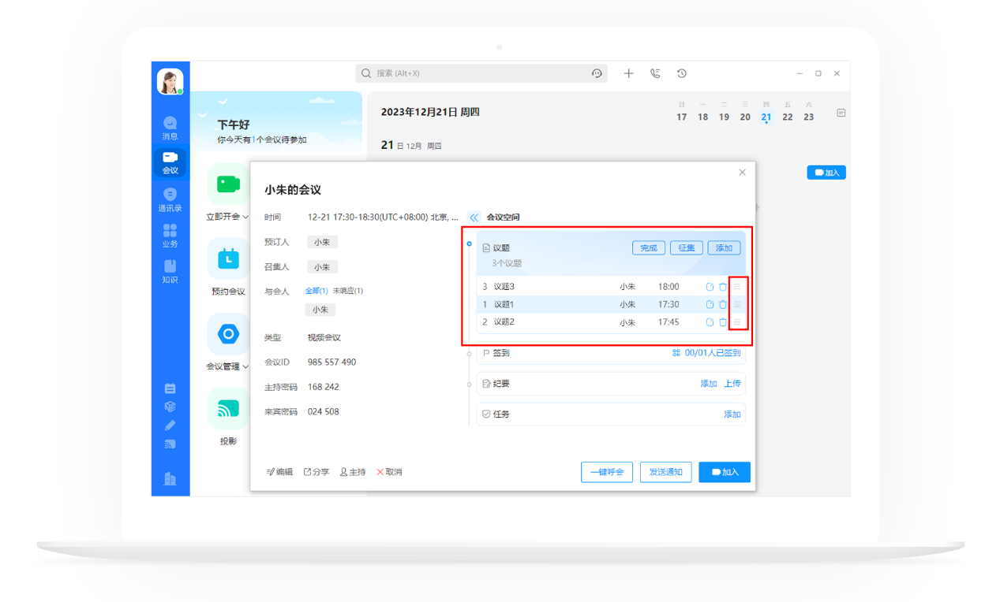 搜索 (Alt+X)
消息
会议
通讯录
业务
知识
下午好
你今天有1个会议待参加
立即开会
预约会议
会议管理
投影
2023年12月21日 周四
日 一 二 三 四 五 六
17 18 19 20 21 22 23
21 日 12月 周四
加入
小朱的会议
时间 12-21 17:30-18:30(UTC+08:00) 北京, ...
预订人 小朱
召集人 小朱
与会人 全部(1) 未响应(1)
小朱
类型 视频会议
会议ID 985 557 490
主持密码 168 242
来宾密码 024 508
会议空间
议题 完成 征集 添加
3个议题
3 议题3 小朱 18:00
1 议题1 小朱 17:30
2 议题2 小朱 17:45
签到 00/01人已签到
纪要 添加 上传
任务 添加
编辑 分享 主持 取消
一键呼会 发送通知 加入